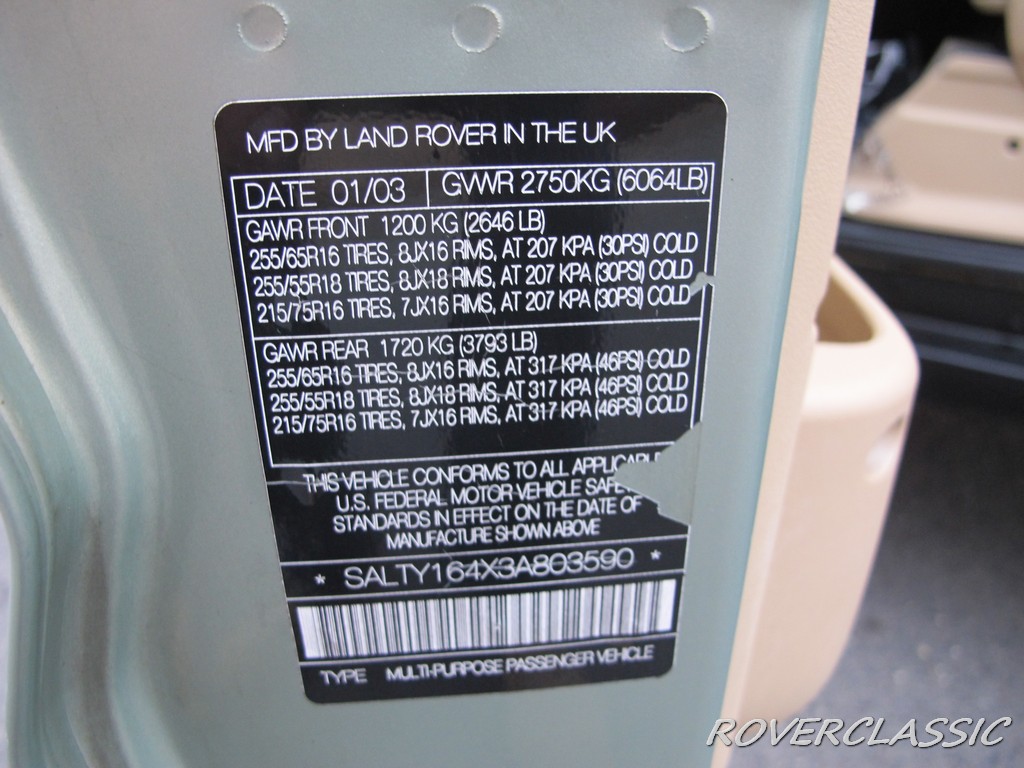 MFD BY LAND ROVER IN THE UK
DATE 01/03 GVWR 2750KG (6064LB)
GAWR FRONT 1200 KG (2646 LB)
255/65R16 TIRES, 8JX16 RIMS, AT 207 KPA (30PSI) COLD
255/55R18 TIRES, 8JX18 RIMS, AT 207 KPA (30PSI) COLD
215/75R16 TIRES, 7JX16 RIMS, AT 207 KPA (30PSI) COLD
GAWR REAR 1720 KG (3793 LB)
255/65R16 TIRES, 8JX16 RIMS, AT 317 KPA (46PSI) COLD
255/55R18 TIRES, 8JX18 RIMS, AT 317 KPA (46PSI) COLD
215/75R16 TIRES, 7JX16 RIMS, AT 317 KPA (46PSI) COLD
THIS VEHICLE CONFORMS TO ALL
U.S. FEDERAL MOTOR VEHICLE
STANDARDS IN EFFECT ON THE DATE OF
MANUFACTURE SHOWN ABOVE
* SALTY164X3A803590 *
TYPE MULTI-PURPOSE PASSENGER VEHICLE
ROVERCLASSIC